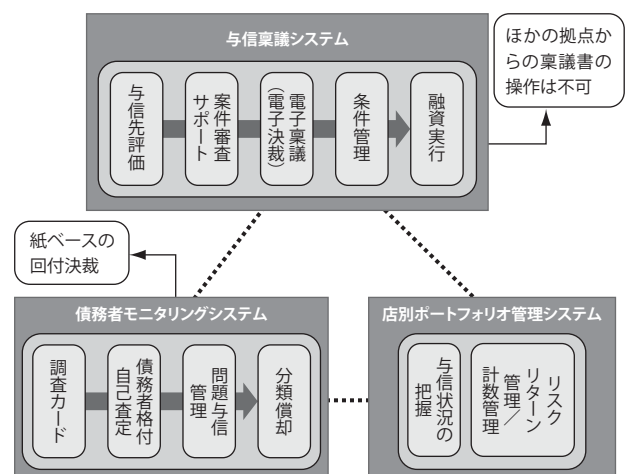 与信稟議システム
ほかの拠点か
らの稟議書の
操作は不可
与信先評価
案件審査
サポート
電子稟議
（電子決裁）
条件管理
融資実行
紙ベースの
回付決裁
債務者モニタリングシステム
調査カード
債務者格付
自己査定
問題与信
管理
分類償却
店別ポートフォリオ管理システム
与信状況の
把握
リスク
リターン
管理／
計数管理